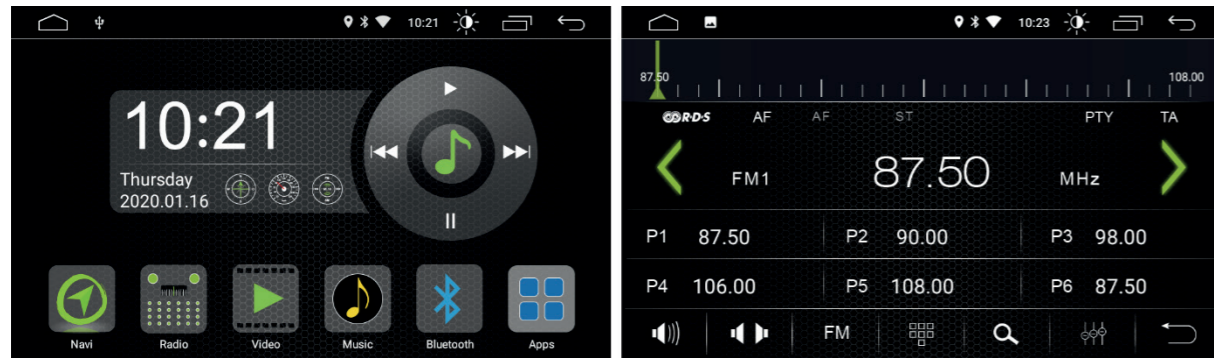 10:21
10:21
Thursday
2020.01.16
Navi
Radio
Video
Music
Bluetooth
Apps
10:23
87.50
108.00
R·D·S AF AF ST PTY TA
FM1 87.50 MHz
P1 87.50 P2 90.00 P3 98.00
P4 106.00 P5 108.00 P6 87.50
FM